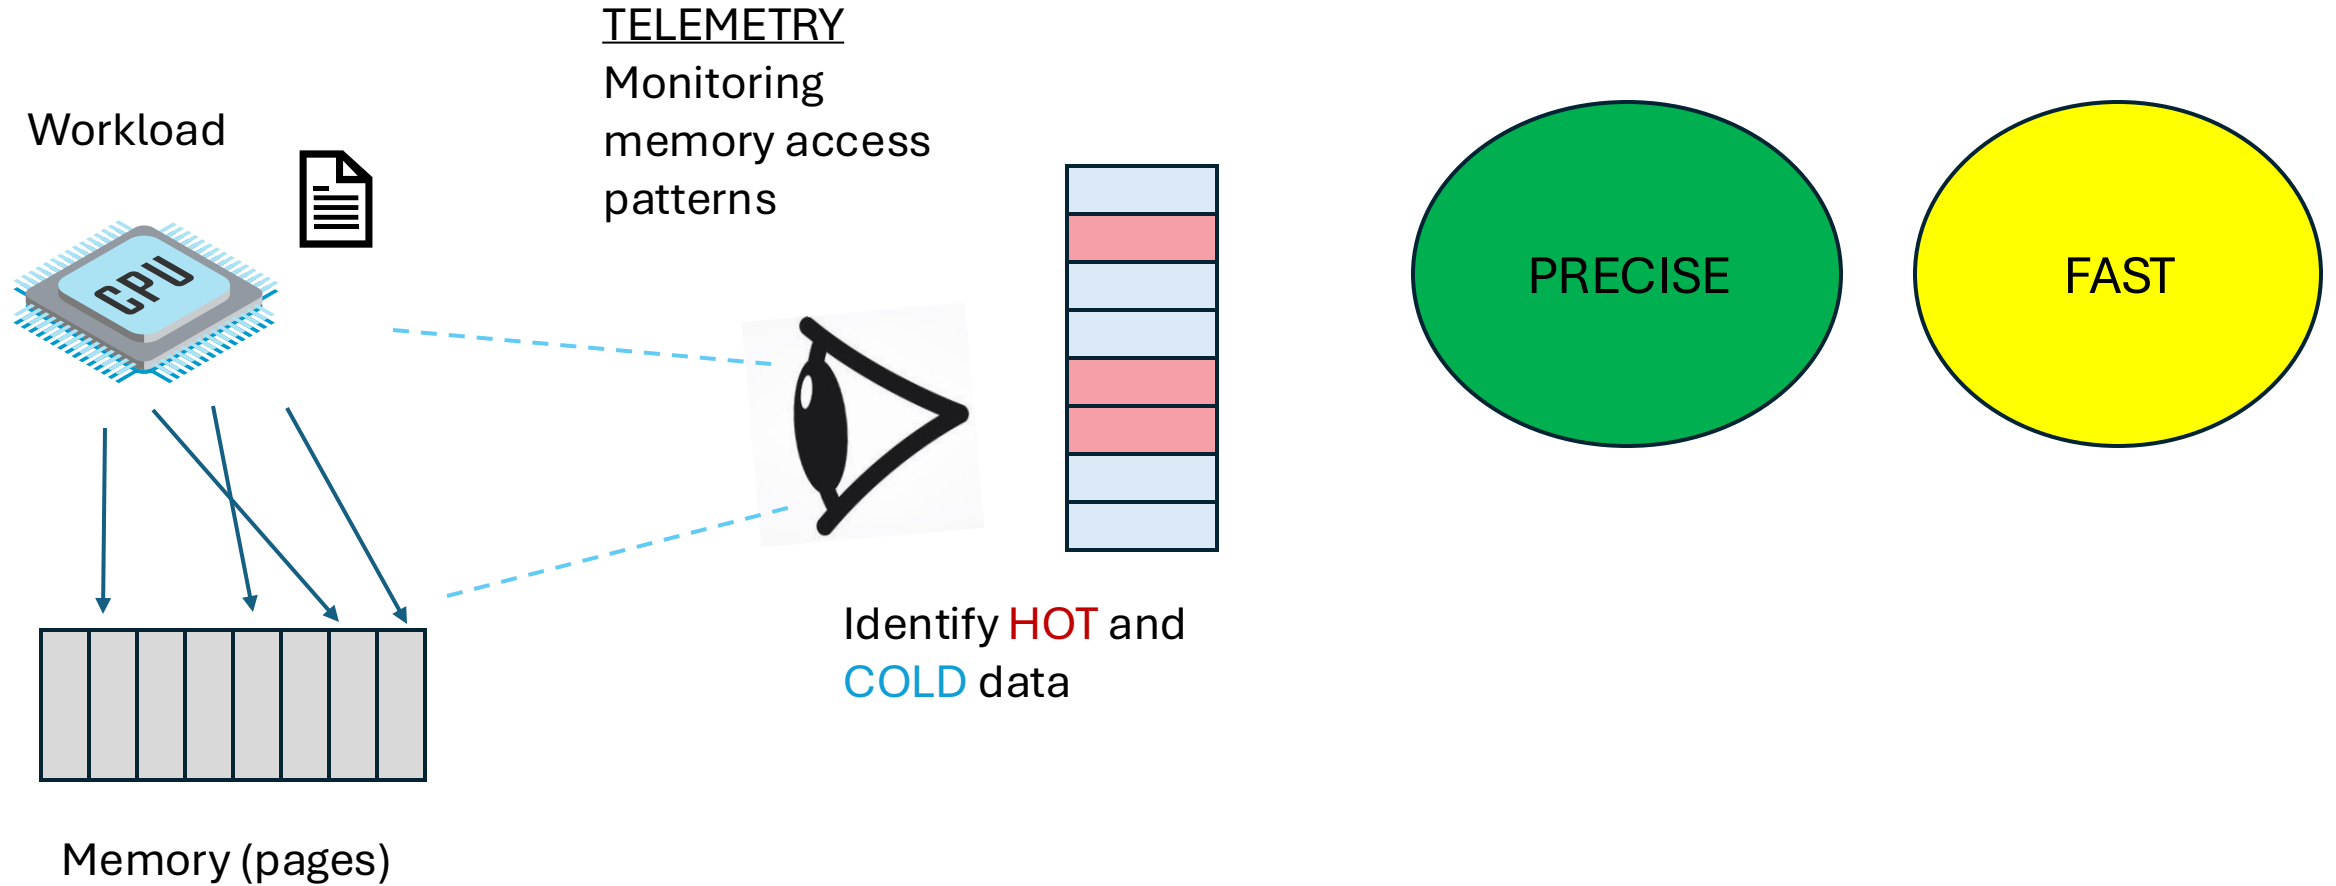 TELEMETRY
Monitoring
memory access
patterns
Workload
CPU
PRECISE
FAST
Identify HOT and
COLD data
Memory (pages)